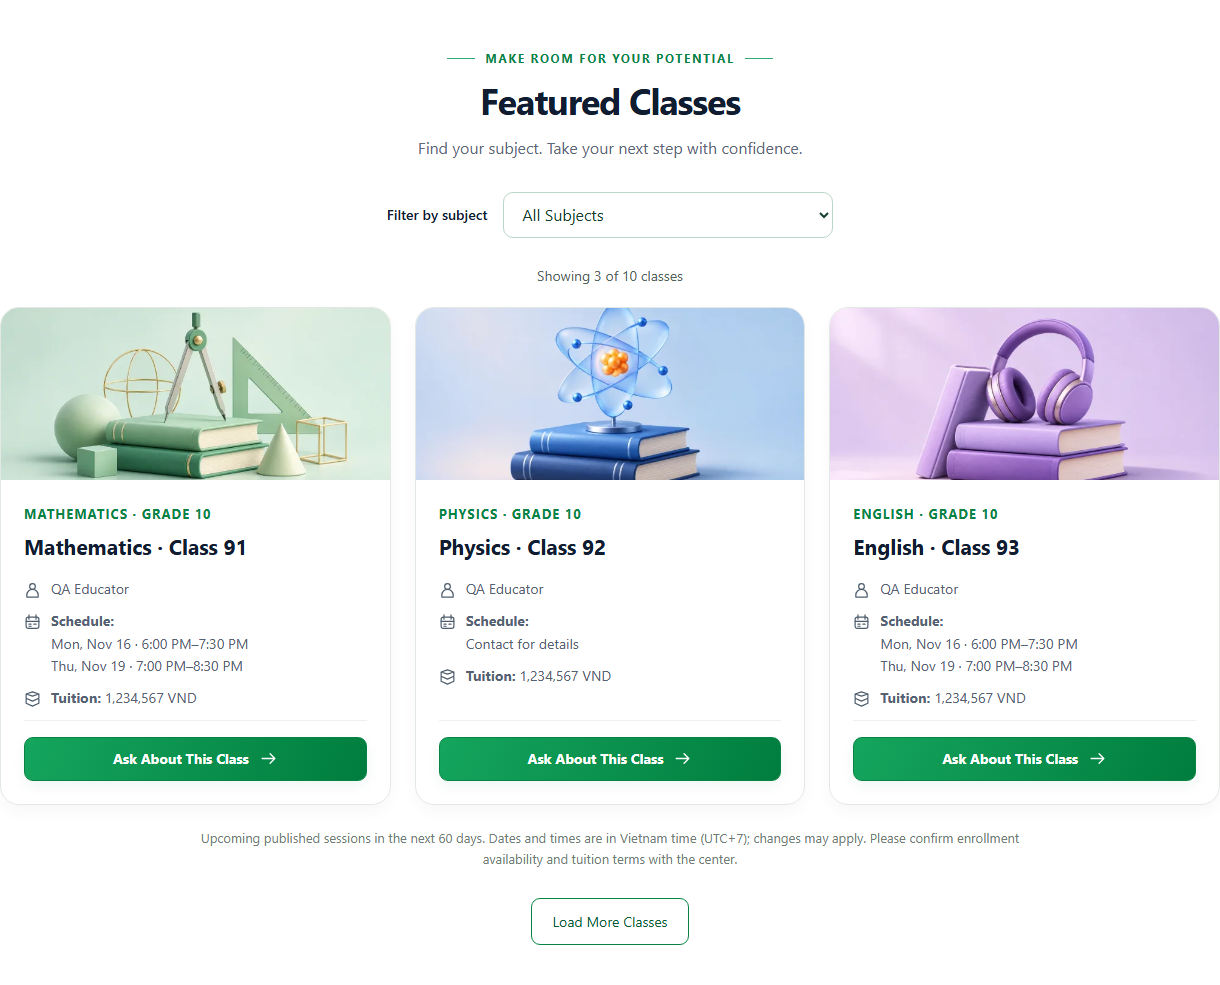 MAKE ROOM FOR YOUR POTENTIAL
Featured Classes
Find your subject. Take your next step with confidence.
Filter by subject
All Subjects
Showing 3 of 10 classes
MATHEMATICS · GRADE 10
Mathematics · Class 91
QA Educator
Schedule:
Mon, Nov 16 · 6:00 PM–7:30 PM
Thu, Nov 19 · 7:00 PM–8:30 PM
Tuition: 1,234,567 VND
Ask About This Class →
PHYSICS · GRADE 10
Physics · Class 92
QA Educator
Schedule:
Contact for details
Tuition: 1,234,567 VND
Ask About This Class →
ENGLISH · GRADE 10
English · Class 93
QA Educator
Schedule:
Mon, Nov 16 · 6:00 PM–7:30 PM
Thu, Nov 19 · 7:00 PM–8:30 PM
Tuition: 1,234,567 VND
Ask About This Class →
Upcoming published sessions in the next 60 days. Dates and times are in Vietnam time (UTC+7); changes may apply. Please confirm enrollment
availability and tuition terms with the center.
Load More Classes